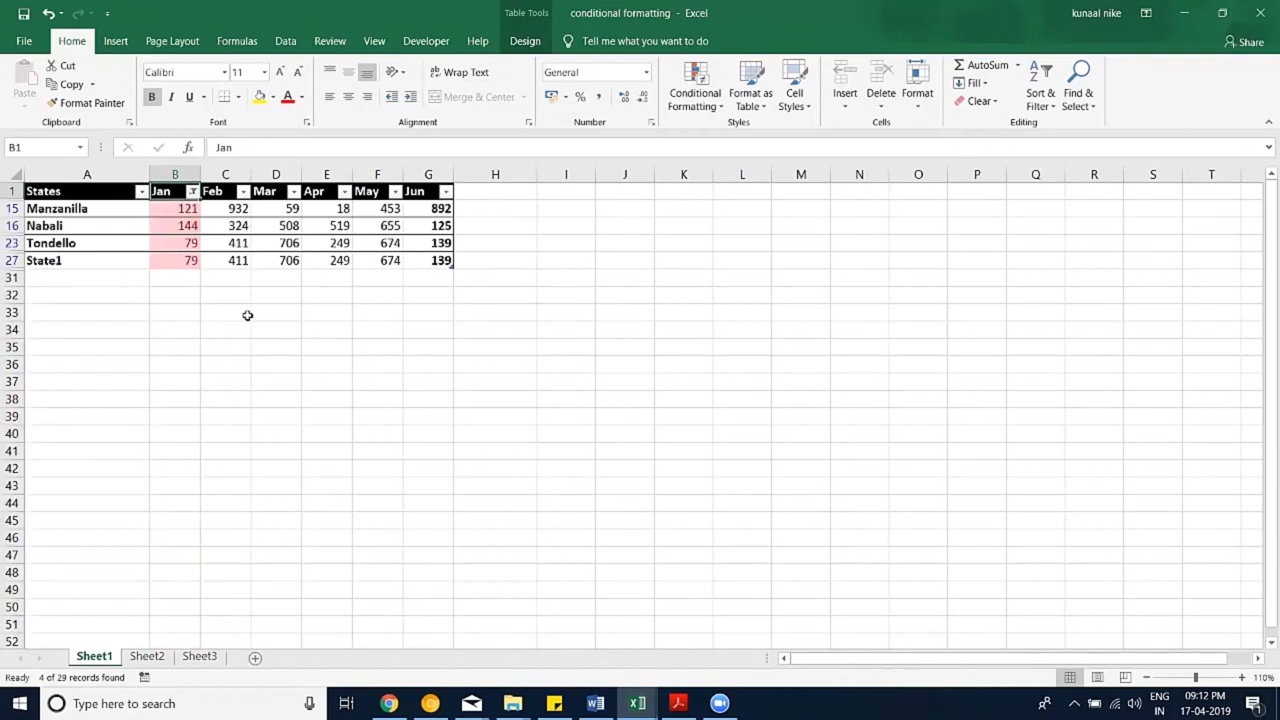 Table Tools
conditional formatting - Excel
kunaal nike
File Home Insert Page Layout Formulas Data Review View Developer Help Design Tell me what you want to do Share
Paste
Cut
Copy
Format Painter
Clipboard
Calibri 11
B I U
Font
Wrap Text
Merge & Center
Alignment
General
%
Number
Conditional Formatting
Format as Table
Cell Styles
Styles
Insert Delete Format
Cells
AutoSum
Fill
Clear
Sort & Filter
Find & Select
Editing
B1 fx Jan
A B C D E F G H I J K L M N O P Q R S T
1 States Jan Feb Mar Apr May Jun
15 Manzanilla 121 932 59 18 453 892
16 Nabali 144 324 508 519 655 125
23 Tondello 79 411 706 249 674 139
27 State1 79 411 706 249 674 139
31
32
33
34
35
36
37
38
39
40
41
42
43
44
45
46
47
48
49
50
51
52
Sheet1 Sheet2 Sheet3
Ready 4 of 29 records found 110%
Type here to search
ENG
IN
09:12 PM
17-04-2019